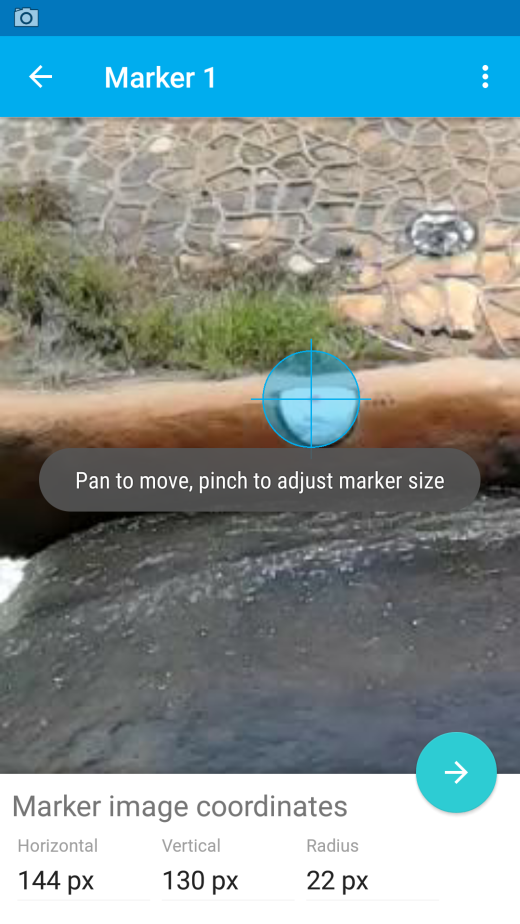 Marker 1
Pan to move, pinch to adjust marker size
Marker image coordinates
Horizontal Vertical Radius
144 px 130 px 22 px